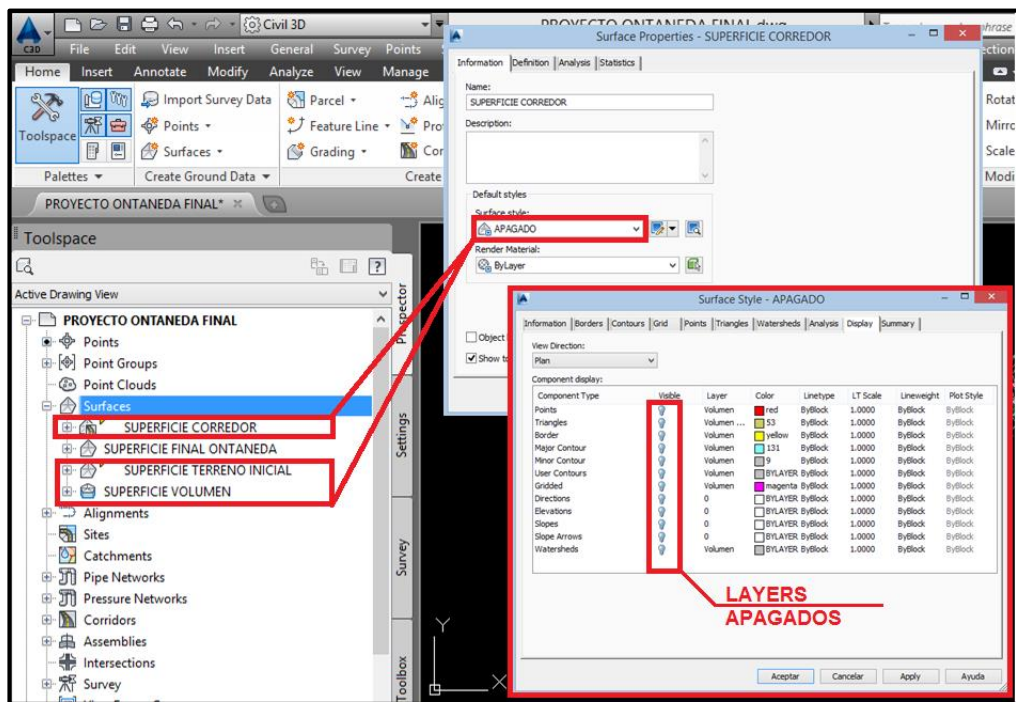 Civil 3D
PROYECTO ONTANEDA FINAL.dwg
phrase
C3D
File Edit View Insert General Survey Points
Home Insert Annotate Modify Analyze View Manage
Toolspace
Import Survey Data
Points
Surfaces
Parcel
Feature Line
Grading
Palettes
Create Ground Data
Create
Rotat
Mirro
Scale
Modi
PROYECTO ONTANEDA FINAL*
Toolspace
Active Drawing View
PROYECTO ONTANEDA FINAL
Points
Point Groups
Point Clouds
Surfaces
SUPERFICIE CORREDOR
SUPERFICIE FINAL ONTANEDA
SUPERFICIE TERRENO INICIAL
SUPERFICIE VOLUMEN
Alignments
Sites
Catchments
Pipe Networks
Pressure Networks
Corridors
Assemblies
Intersections
Survey
Prospector
Settings
Survey
Toolbox
Y
X
Surface Properties - SUPERFICIE CORREDOR
Information Definition Analysis Statistics
Name:
SUPERFICIE CORREDOR
Description:
Default styles
Surface style:
APAGADO
Render Material:
ByLayer
Object
Show to
Surface Style - APAGADO
Information Borders Contours Grid Points Triangles Watersheds Analysis Display Summary
View Direction:
Plan
Component display:
Component Type Visible Layer Color Linetype LT Scale Lineweight Plot Style
Points Volumen red ByBlock 1.0000 ByBlock ByBlock
Triangles Volumen ... 53 ByBlock 1.0000 ByBlock ByBlock
Border Volumen yellow ByBlock 1.0000 ByBlock ByBlock
Major Contour Volumen 131 ByBlock 1.0000 ByBlock ByBlock
Minor Contour Volumen 9 ByBlock 1.0000 ByBlock ByBlock
User Contours Volumen BYLAYER ByBlock 1.0000 ByBlock ByBlock
Gridded Volumen magenta ByBlock 1.0000 ByBlock ByBlock
Directions 0 BYLAYER ByBlock 1.0000 ByBlock ByBlock
Elevations 0 BYLAYER ByBlock 1.0000 ByBlock ByBlock
Slopes 0 BYLAYER ByBlock 1.0000 ByBlock ByBlock
Slope Arrows 0 BYLAYER ByBlock 1.0000 ByBlock ByBlock
Watersheds Volumen BYLAYER ByBlock 1.0000 ByBlock ByBlock
LAYERS
APAGADOS
Aceptar Cancelar Apply Ayuda